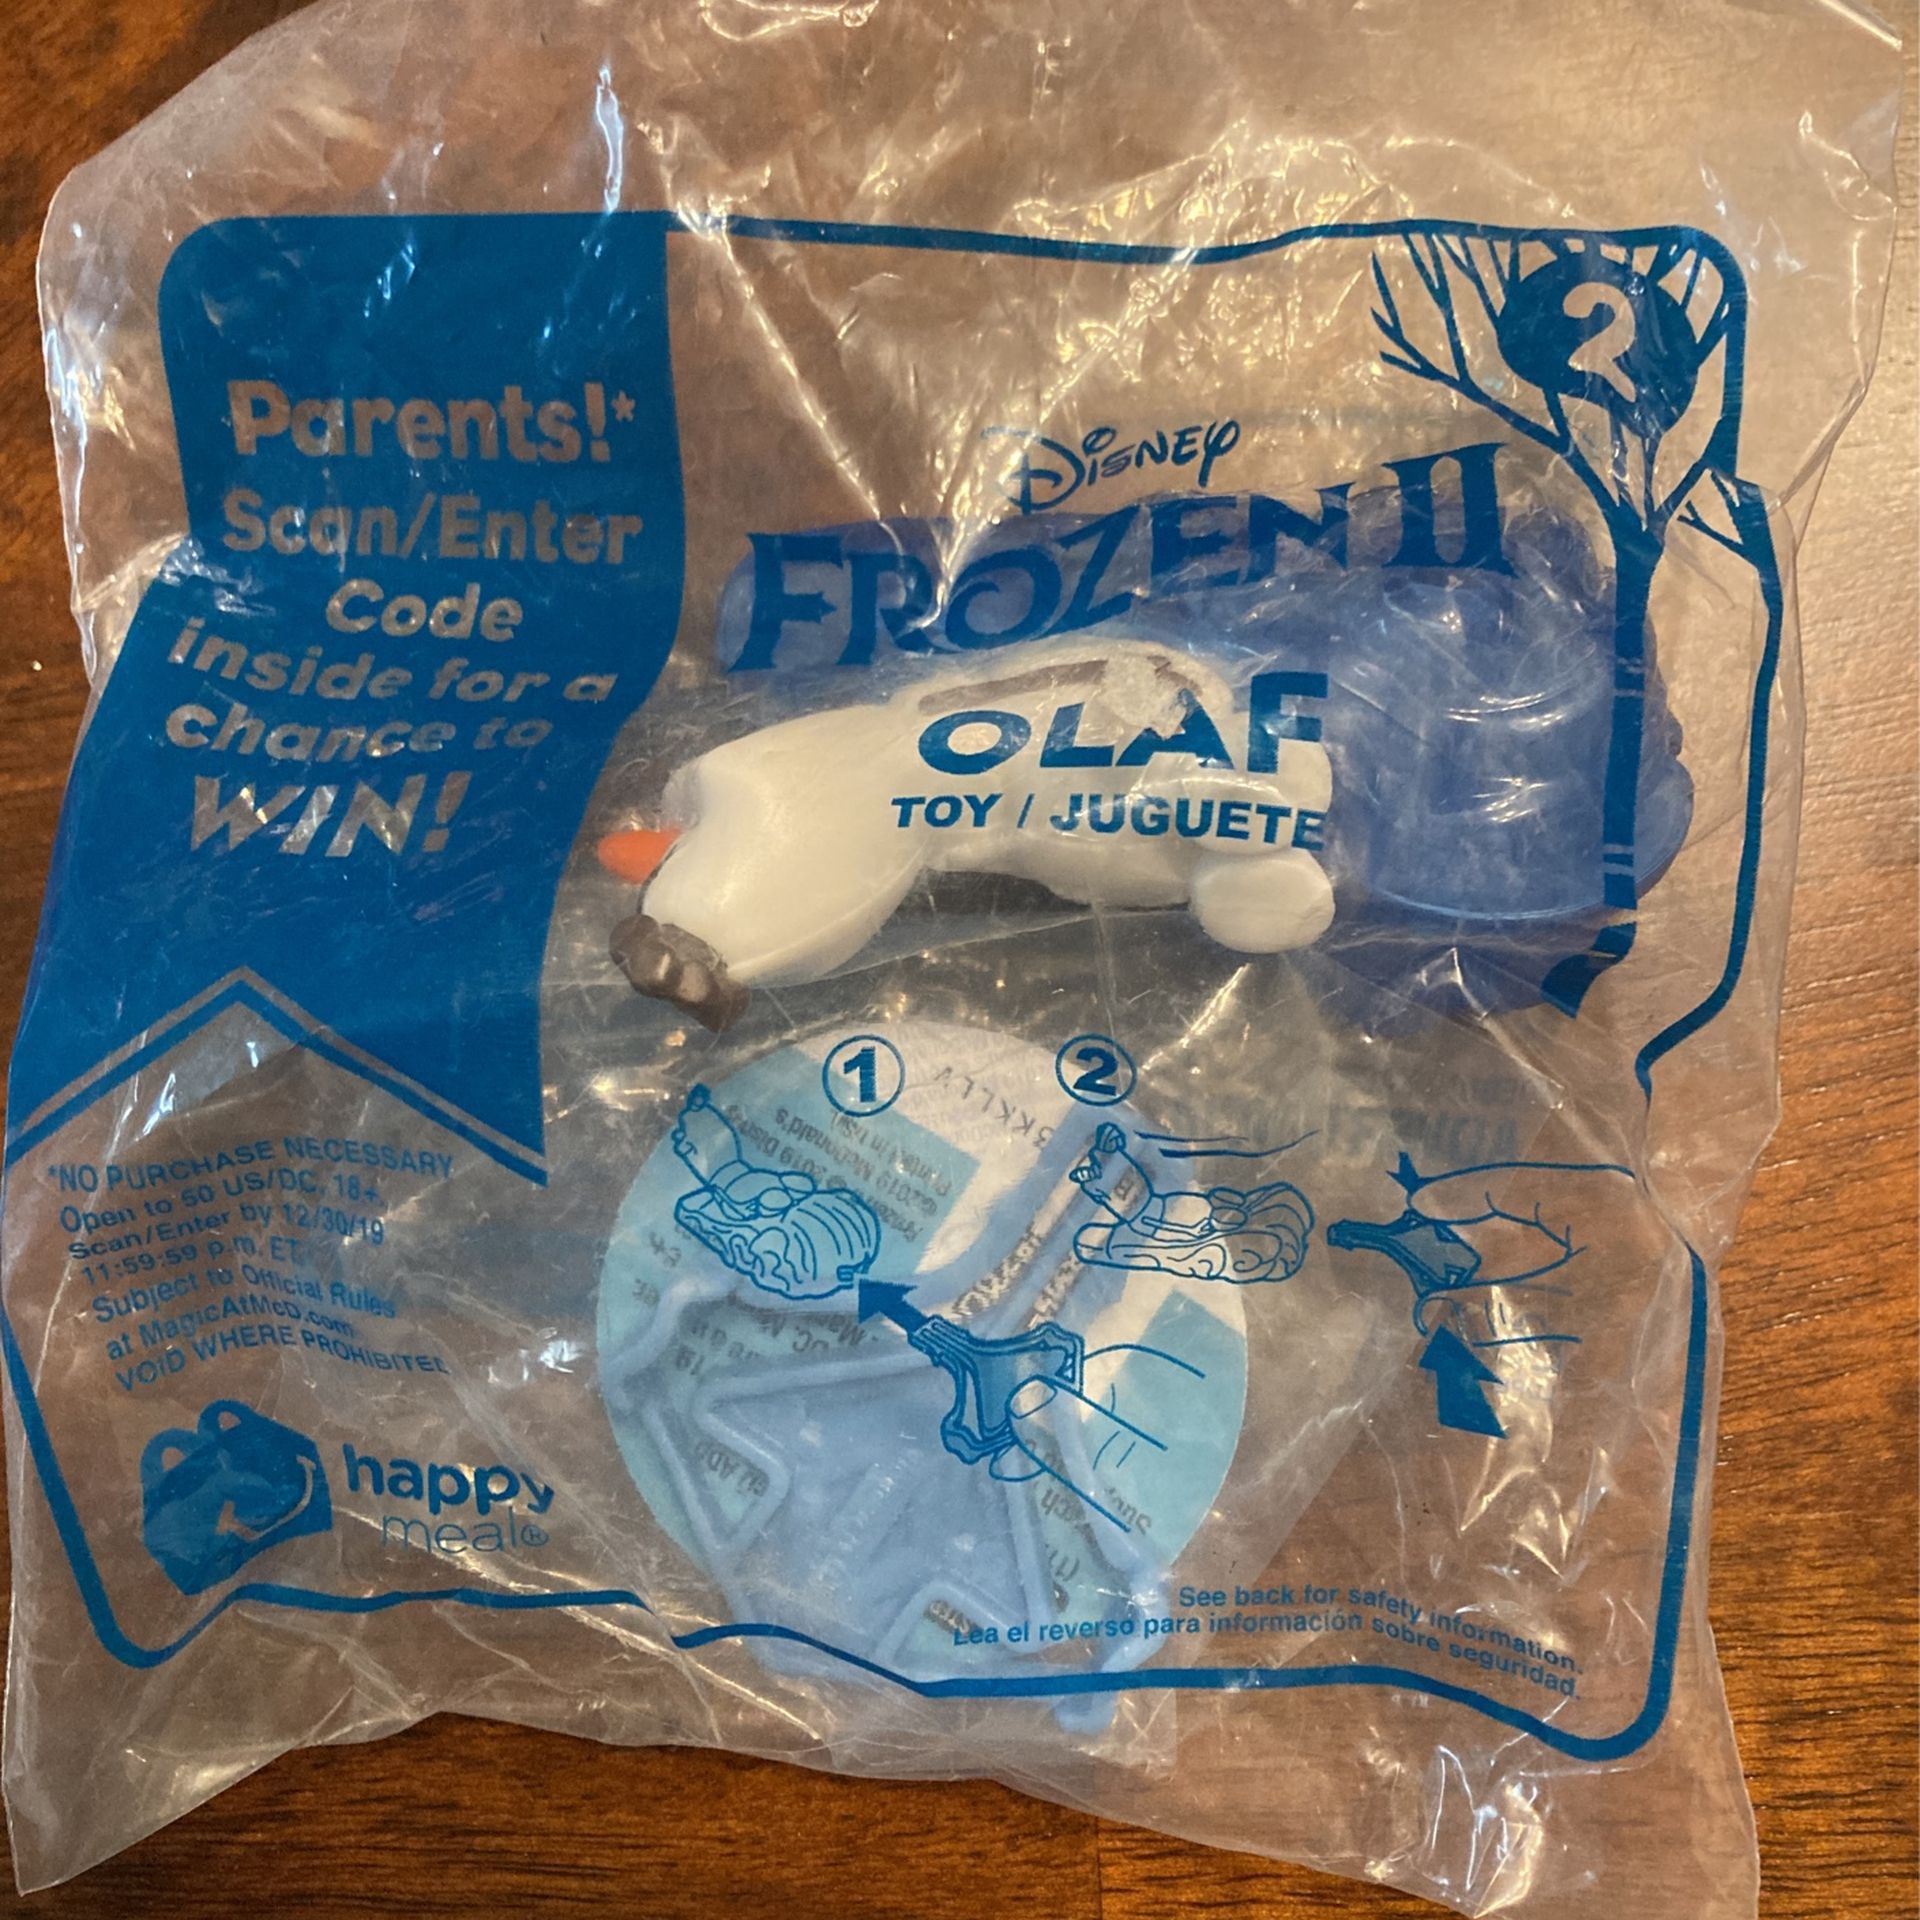 Parents!*
Scan/Enter
Code
inside for a
chance to
WIN!
2
Disney
FROZEN II
OLAF
TOY / JUGUETE
1
2
*NO PURCHASE NECESSARY
Open to 50 US/DC, 18+.
Scan/Enter by 12/30/19
11:59:59 p.m. ET.
Subject to Official Rules
at MagicAtMcD.com
VOID WHERE PROHIBITED
happy
meal®
©2019 McDonald's
See back for safety information.
Lea el reverso para información sobre seguridad.